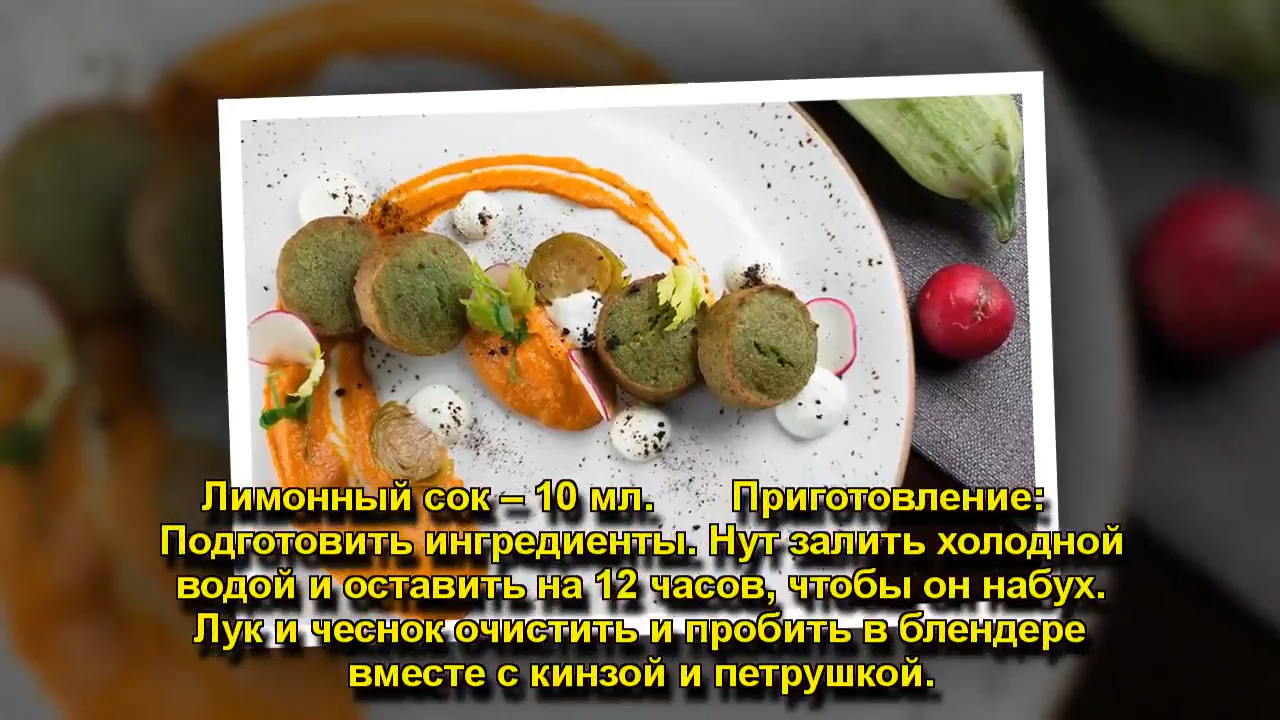 Лимонный сок – 10 мл. Приготовление:
Подготовить ингредиенты. Нут залить холодной
водой и оставить на 12 часов, чтобы он набух.
Лук и чеснок очистить и пробить в блендере
вместе с кинзой и петрушкой.